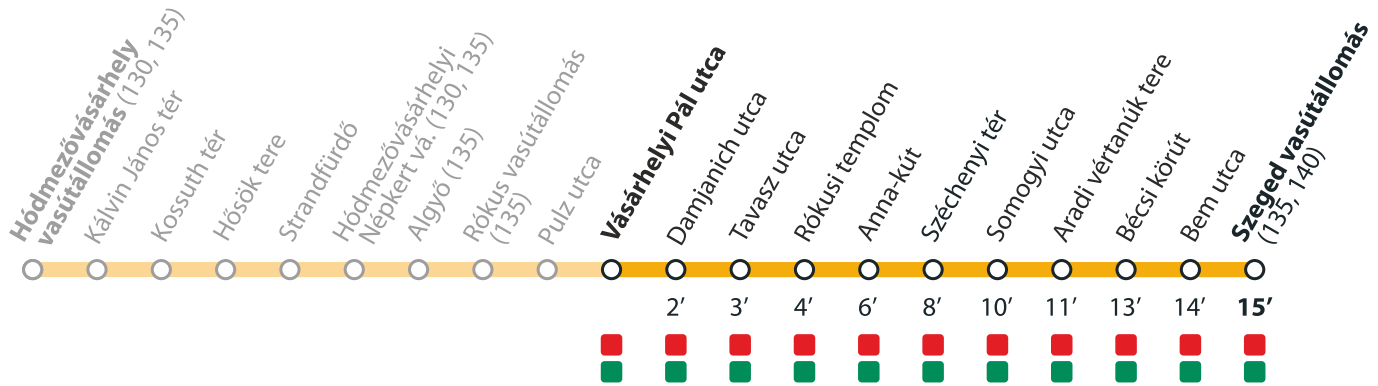 Hódmezővásárhely
vasútállomás (130, 135)
Kálvin János tér
Kossuth tér
Hősök tere
Strandfürdő
Hódmezővásárhelyi
Népkert vá. (130, 135)
Algyő (135)
Rókus vasútállomás
(135)
Pulz utca
Vásárhelyi Pál utca
Damjanich utca
Tavasz utca
Rókusi templom
Anna-kút
Széchenyi tér
Somogyi utca
Aradi vértanúk tere
Bécsi körút
Bem utca
Szeged vasútállomás
(135, 140)
2’ 3’ 4’ 6’ 8’ 10’ 11’ 13’ 14’ 15’